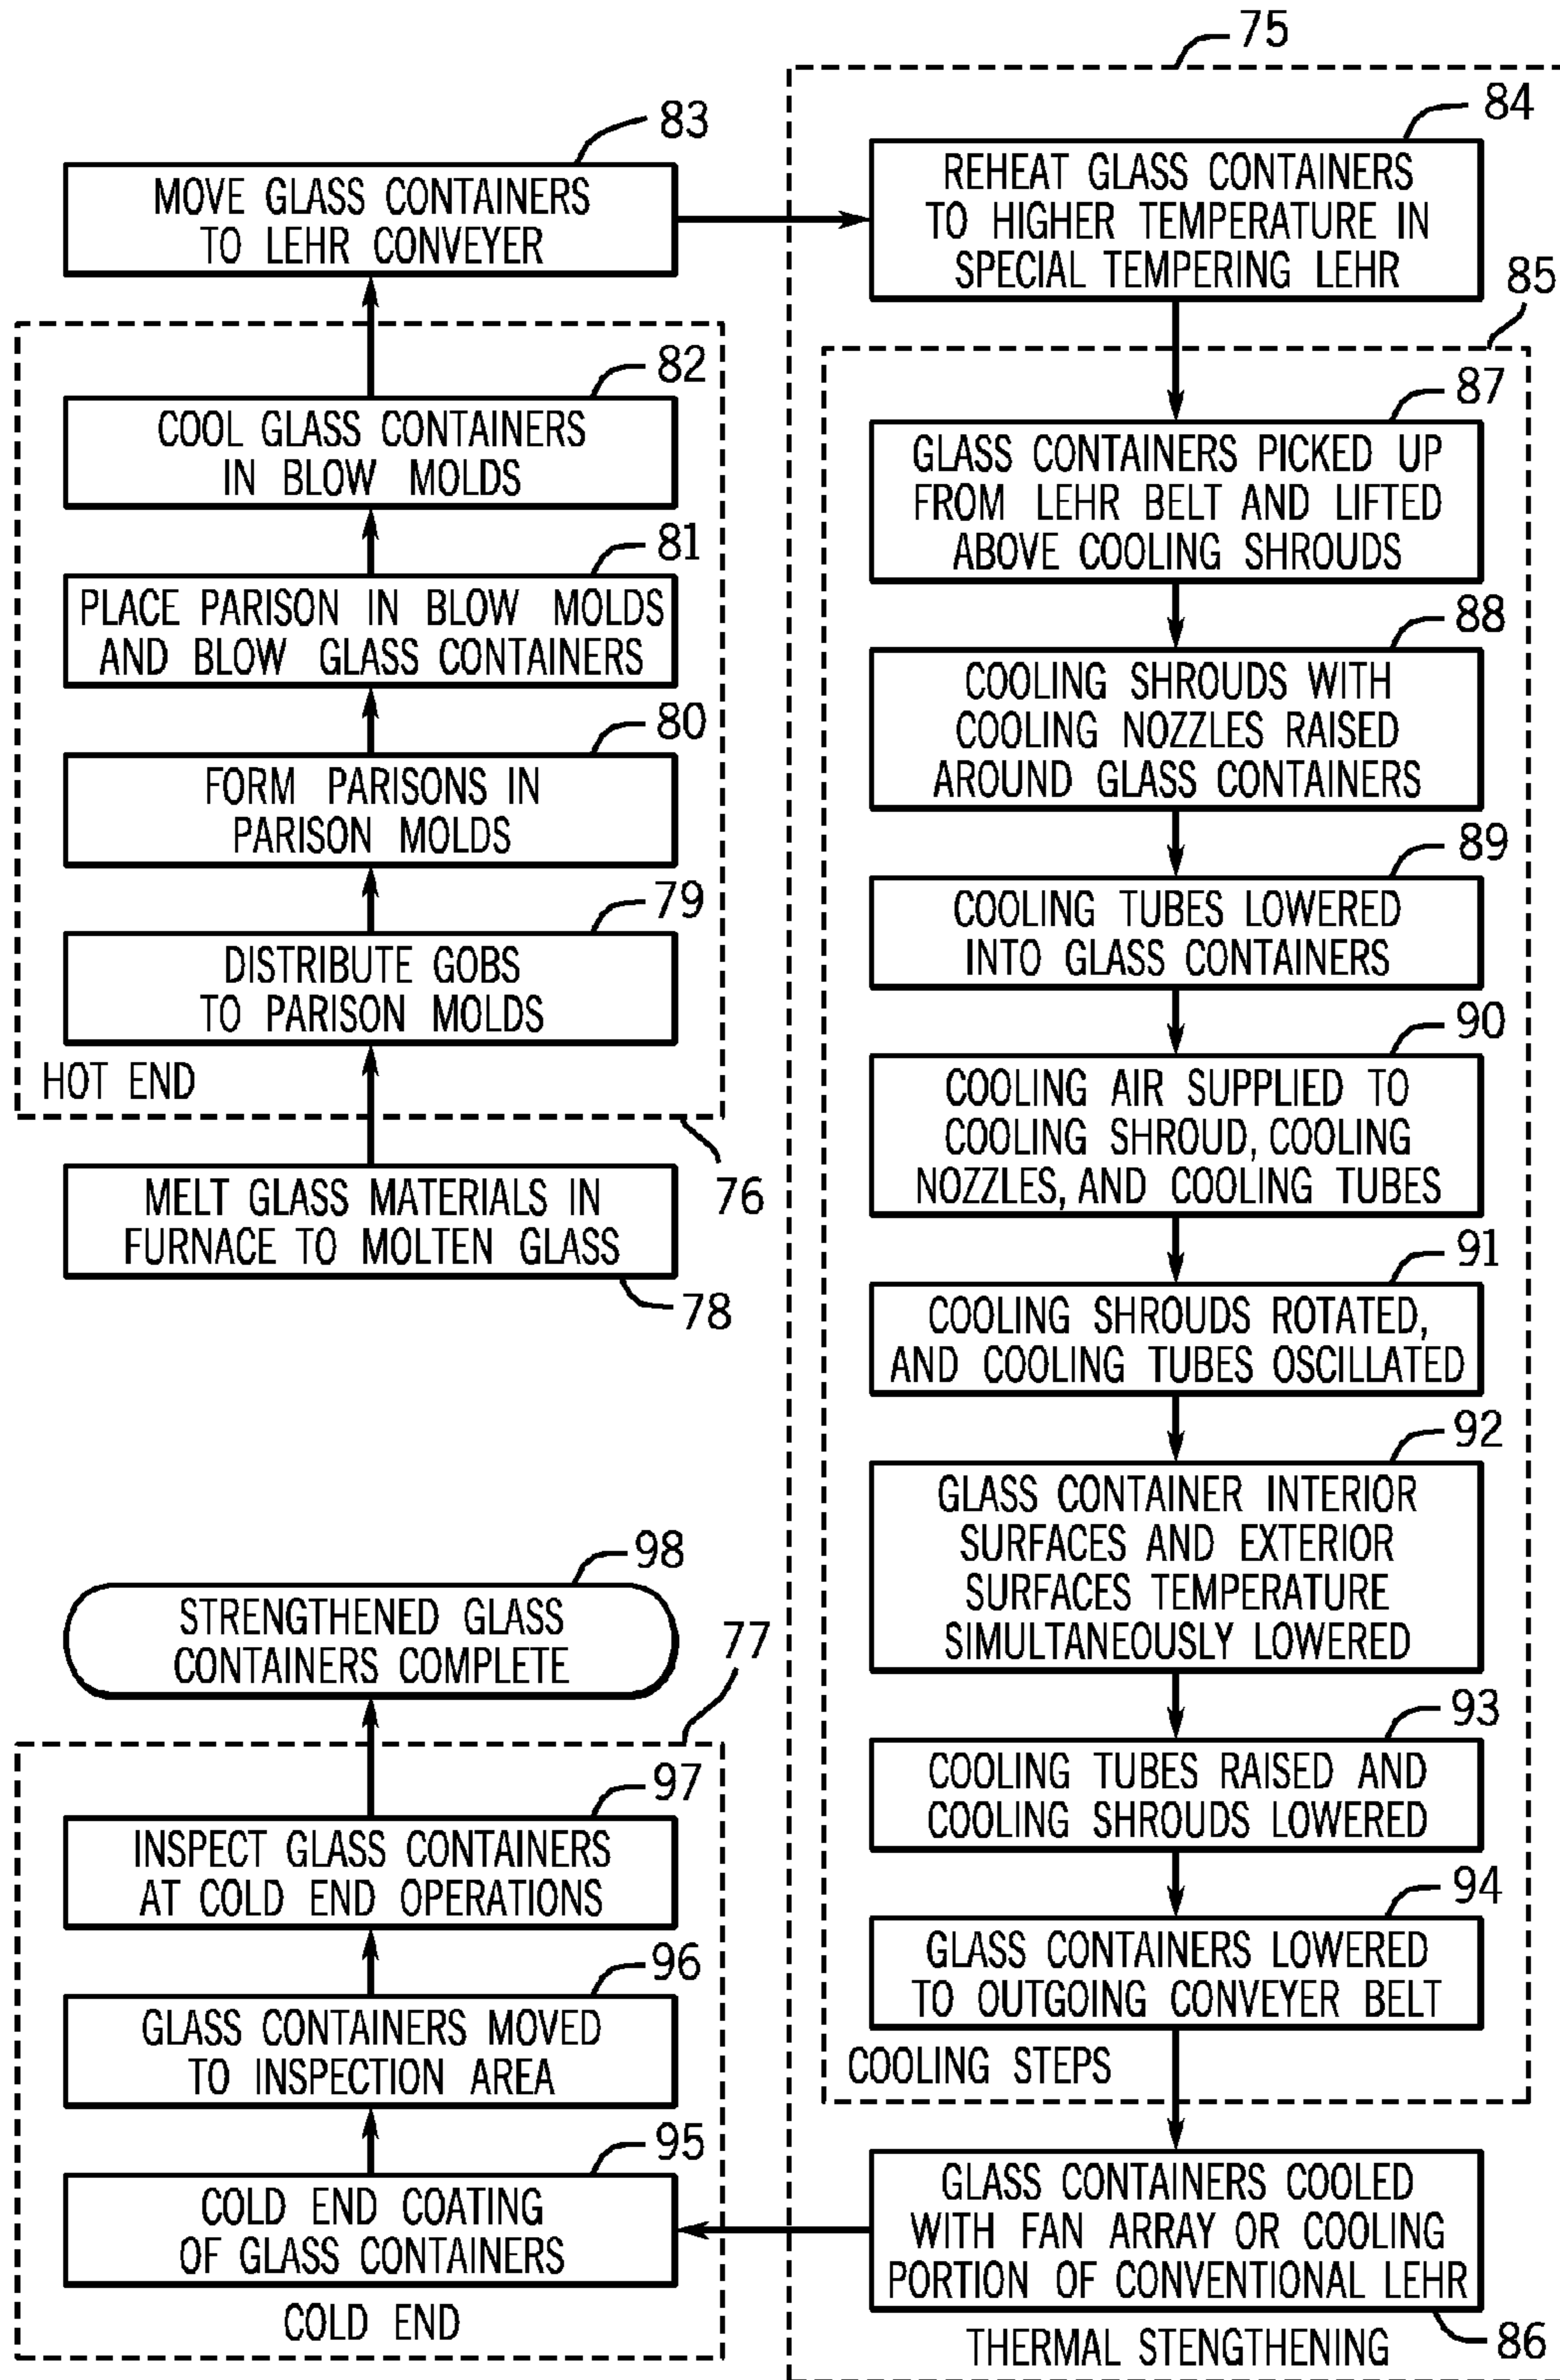 75
83
MOVE GLASS CONTAINERS
TO LEHR CONVEYER
84
REHEAT GLASS CONTAINERS
TO HIGHER TEMPERATURE IN
SPECIAL TEMPERING LEHR
85
82
COOL GLASS CONTAINERS
IN BLOW MOLDS
81
PLACE PARISON IN BLOW MOLDS
AND BLOW GLASS CONTAINERS
80
FORM PARISONS IN
PARISON MOLDS
79
DISTRIBUTE GOBS
TO PARISON MOLDS
HOT END
76
MELT GLASS MATERIALS IN
FURNACE TO MOLTEN GLASS
78
87
GLASS CONTAINERS PICKED UP
FROM LEHR BELT AND LIFTED
ABOVE COOLING SHROUDS
88
COOLING SHROUDS WITH
COOLING NOZZLES RAISED
AROUND GLASS CONTAINERS
89
COOLING TUBES LOWERED
INTO GLASS CONTAINERS
90
COOLING AIR SUPPLIED TO
COOLING SHROUD, COOLING
NOZZLES, AND COOLING TUBES
91
COOLING SHROUDS ROTATED,
AND COOLING TUBES OSCILLATED
92
GLASS CONTAINER INTERIOR
SURFACES AND EXTERIOR
SURFACES TEMPERATURE
SIMULTANEOUSLY LOWERED
93
COOLING TUBES RAISED AND
COOLING SHROUDS LOWERED
94
GLASS CONTAINERS LOWERED
TO OUTGOING CONVEYER BELT
COOLING STEPS
GLASS CONTAINERS COOLED
WITH FAN ARRAY OR COOLING
PORTION OF CONVENTIONAL LEHR
86
THERMAL STENGTHENING
98
STRENGTHENED GLASS
CONTAINERS COMPLETE
77
97
INSPECT GLASS CONTAINERS
AT COLD END OPERATIONS
96
GLASS CONTAINERS MOVED
TO INSPECTION AREA
95
COLD END COATING
OF GLASS CONTAINERS
COLD END